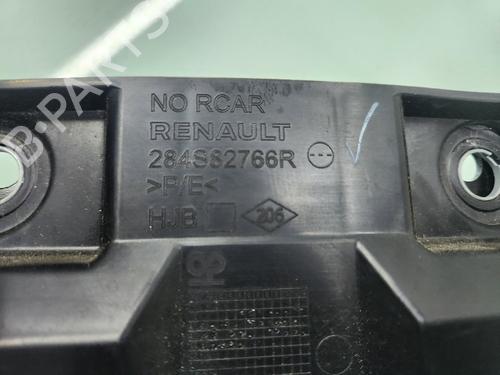 B-PARTS
NO RCAR
RENAULT
284S82766R
>P/E<
HJB 206